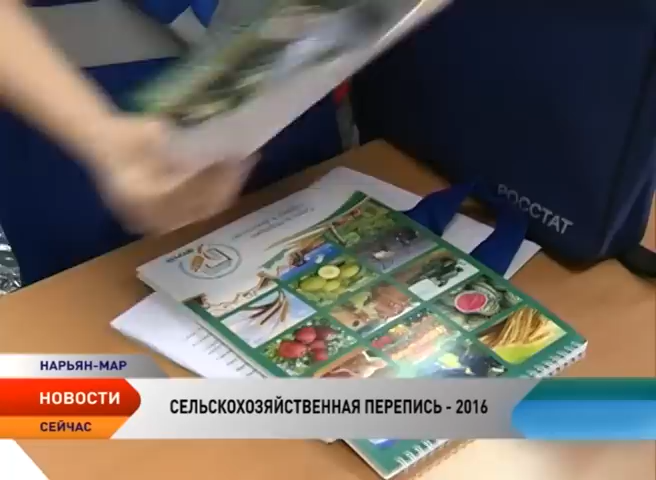 РОССТАТ
НАРЬЯН-МАР
НОВОСТИ
СЕЙЧАС
СЕЛЬСКОХОЗЯЙСТВЕННАЯ ПЕРЕПИСЬ - 2016